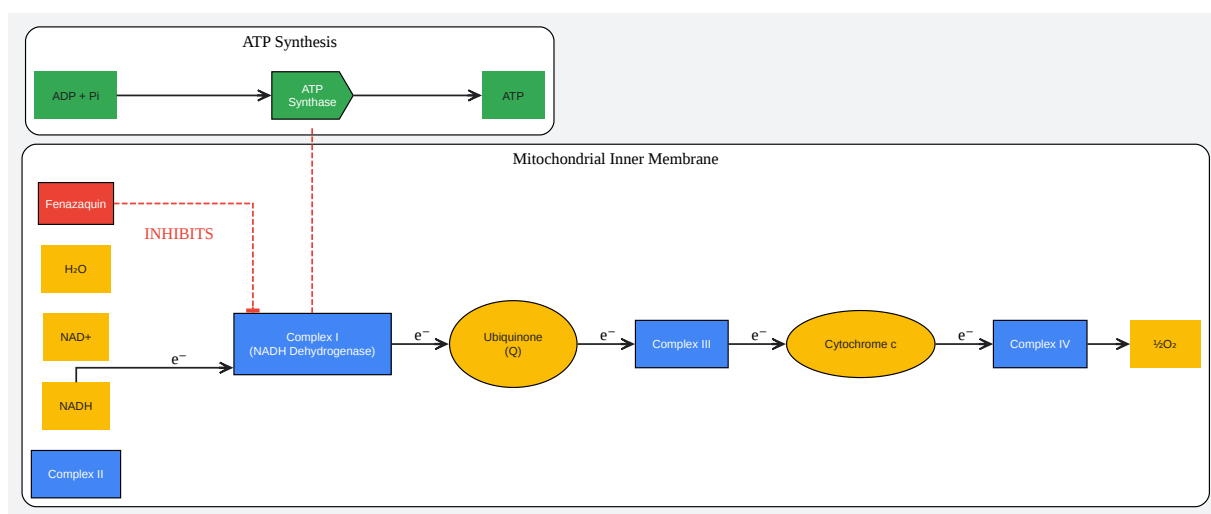 ATP Synthesis
ADP + Pi
ATP
Synthase
ATP
Mitochondrial Inner Membrane
Fenazaquin
INHIBITS
H₂O
NAD+
NADH
e⁻
Complex I
(NADH Dehydrogenase)
e⁻
Ubiquinone
(Q)
e⁻
Complex III
e⁻
Cytochrome c
e⁻
Complex IV
½O₂
Complex II